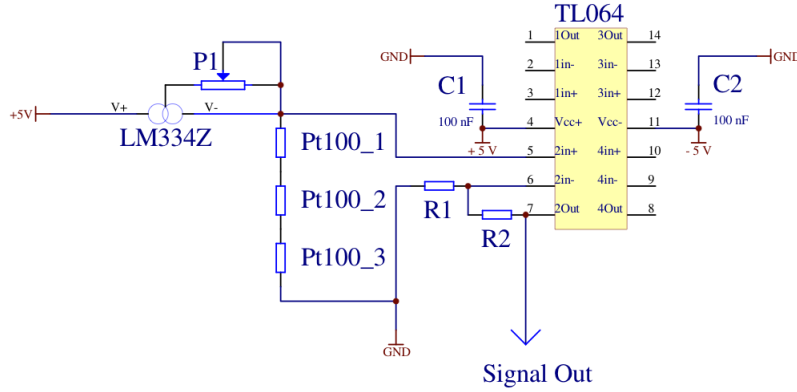 TL064
GND
GND
1 1Out 3Out 14
P1
2 1in- 3in- 13
C1
C2
3 1in+ 3in+ 12
+5V
V+ V-
100 nF
100 nF
4 Vcc+ Vcc- 11
LM334Z
Pt100_1
+ 5 V
- 5 V
5 2in+ 4in+ 10
6 2in- 4in- 9
Pt100_2
R1
7 2Out 4Out 8
R2
Pt100_3
GND
Signal Out